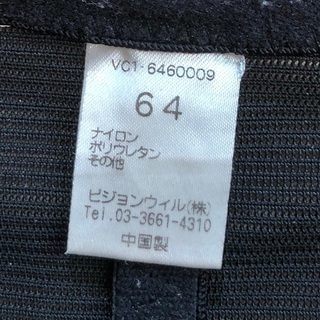 VC1-6460009
64
ナイロン
ポリウレタン
その他
ピジョンウィル(株)
Tel.03-3661-4310
中国製